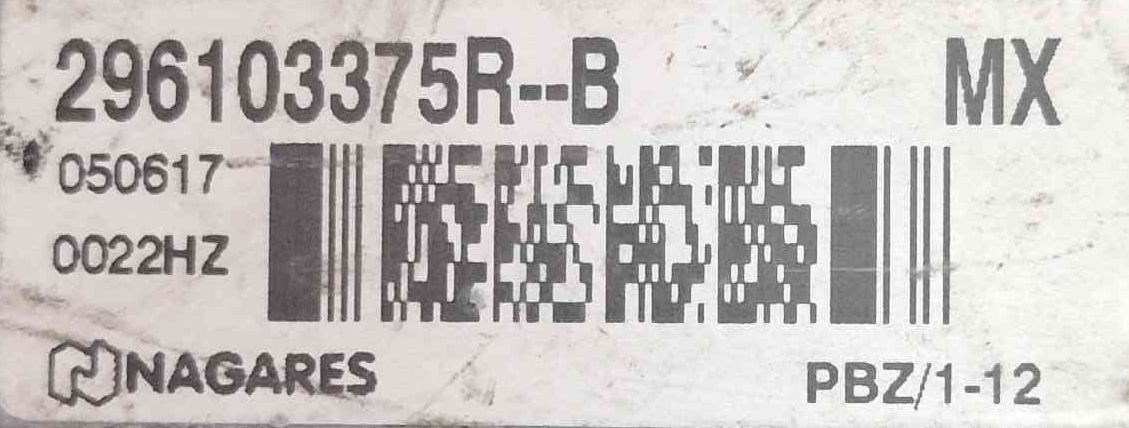 296103375R--B MX
050617
0022HZ
NAGARES PBZ/1-12